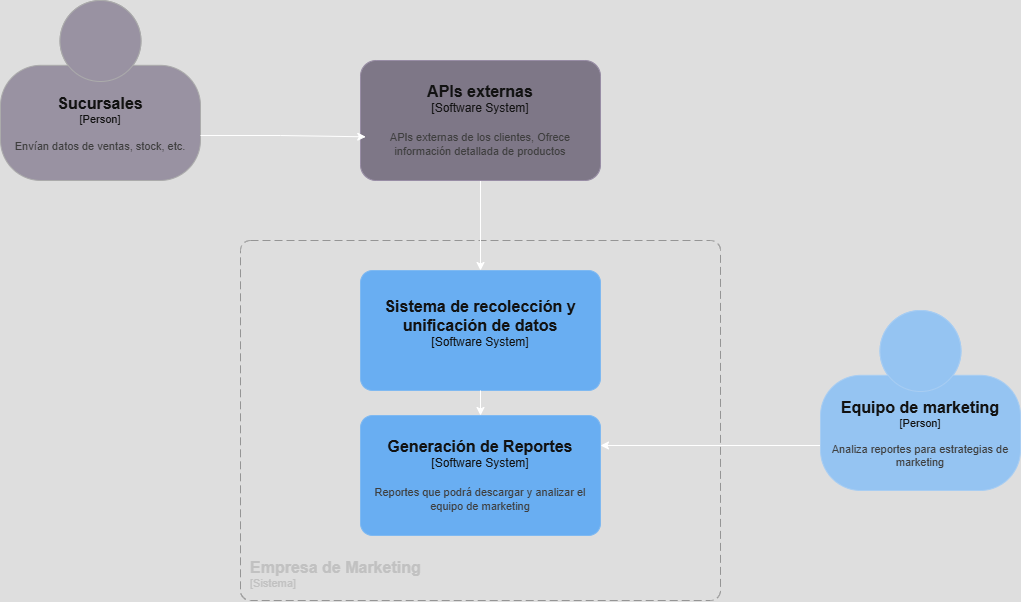 Sucursales
[Person]
Envían datos de ventas, stock, etc.
APIs externas
[Software System]
APIs externas de los clientes, Ofrece
información detallada de productos
Sistema de recolección y
unificación de datos
[Software System]
Generación de Reportes
[Software System]
Reportes que podrá descargar y analizar el
equipo de marketing
Equipo de marketing
[Person]
Analiza reportes para estrategias de
marketing
Empresa de Marketing
[Sistema]